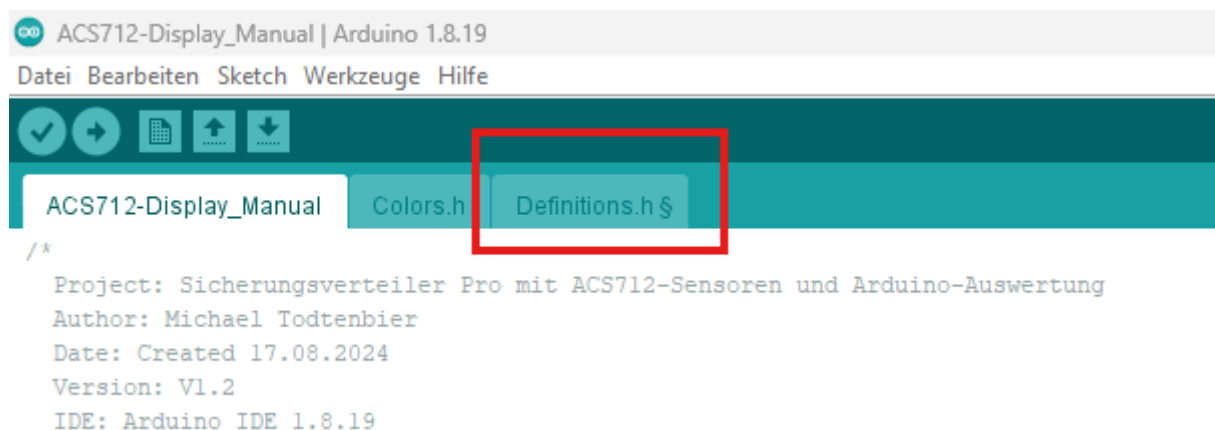 ACS712-Display_Manual | Arduino 1.8.19
Datei Bearbeiten Sketch Werkzeuge Hilfe
ACS712-Display_Manual Colors.h Definitions.h §
/*
Project: Sicherungsverteiler Pro mit ACS712-Sensoren und Arduino-Auswertung
Author: Michael Todtenbier
Date: Created 17.08.2024
Version: V1.2
IDE: Arduino IDE 1.8.19